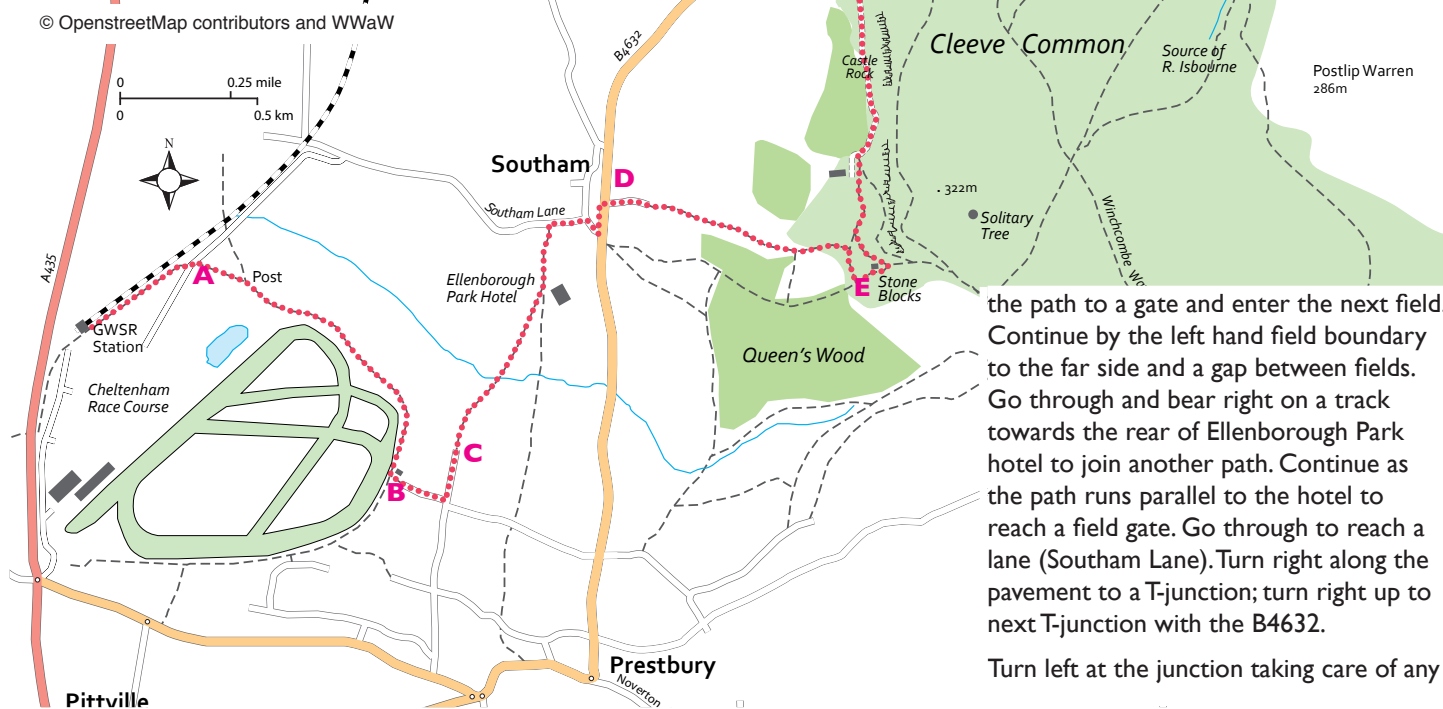 © OpenstreetMap contributors and WWaW
0 0.25 mile
0 0.5 km
N
A435
B4632
Castle
Rock
Cleeve Common
Source of
R. Isbourne
Postlip Warren
286m
Southam
D
Southam Lane
. 322m
Solitary
Tree
Winchcombe
A
Post
GWSR
Station
Ellenborough
Park Hotel
E
Stone
Blocks
Queen's Wood
Cheltenham
Race Course
C
B
Prestbury
Noverton
Pittville
the path to a gate and enter the next field.
Continue by the left hand field boundary
to the far side and a gap between fields.
Go through and bear right on a track
towards the rear of Ellenborough Park
hotel to join another path. Continue as
the path runs parallel to the hotel to
reach a field gate. Go through to reach a
lane (Southam Lane). Turn right along the
pavement to a T-junction; turn right up to
next T-junction with the B4632.
Turn left at the junction taking care of any